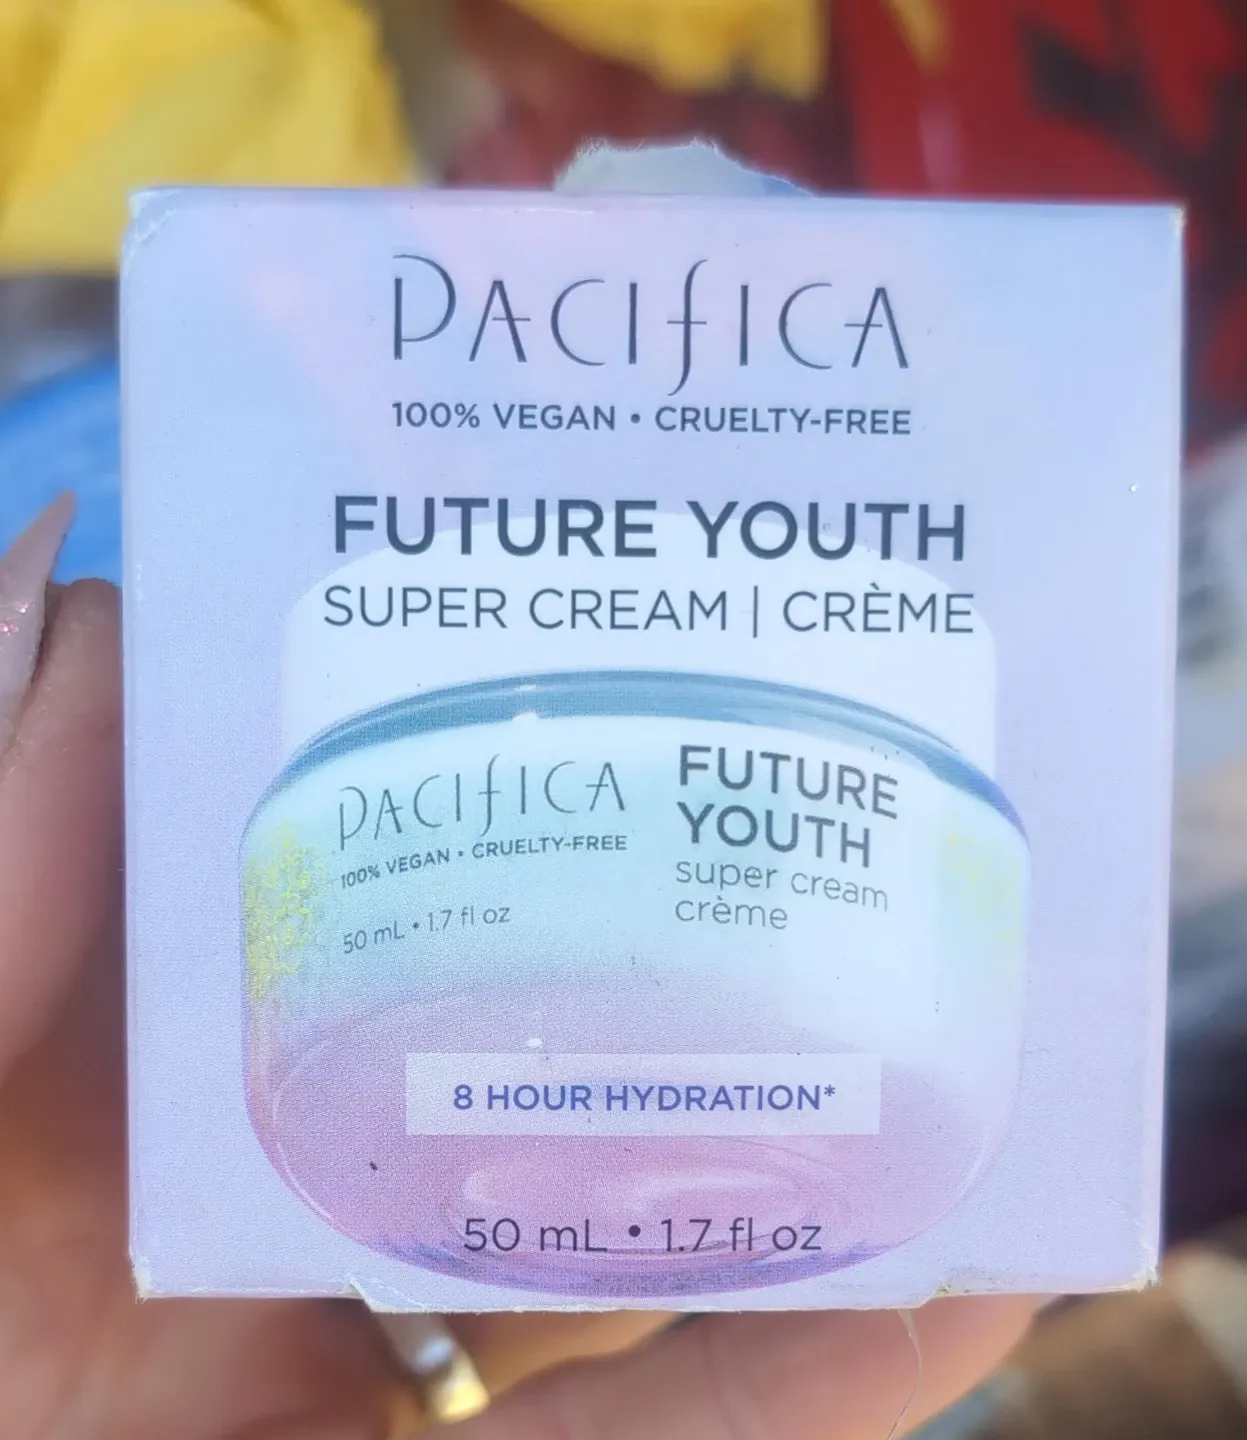 PACIFICA
100% VEGAN • CRUELTY-FREE
FUTURE YOUTH
SUPER CREAM | CRÈME
PACIFICA
100% VEGAN • CRUELTY-FREE
50 mL • 1.7 fl oz
FUTURE
YOUTH
super cream
crème
8 HOUR HYDRATION*
50 mL • 1.7 fl oz